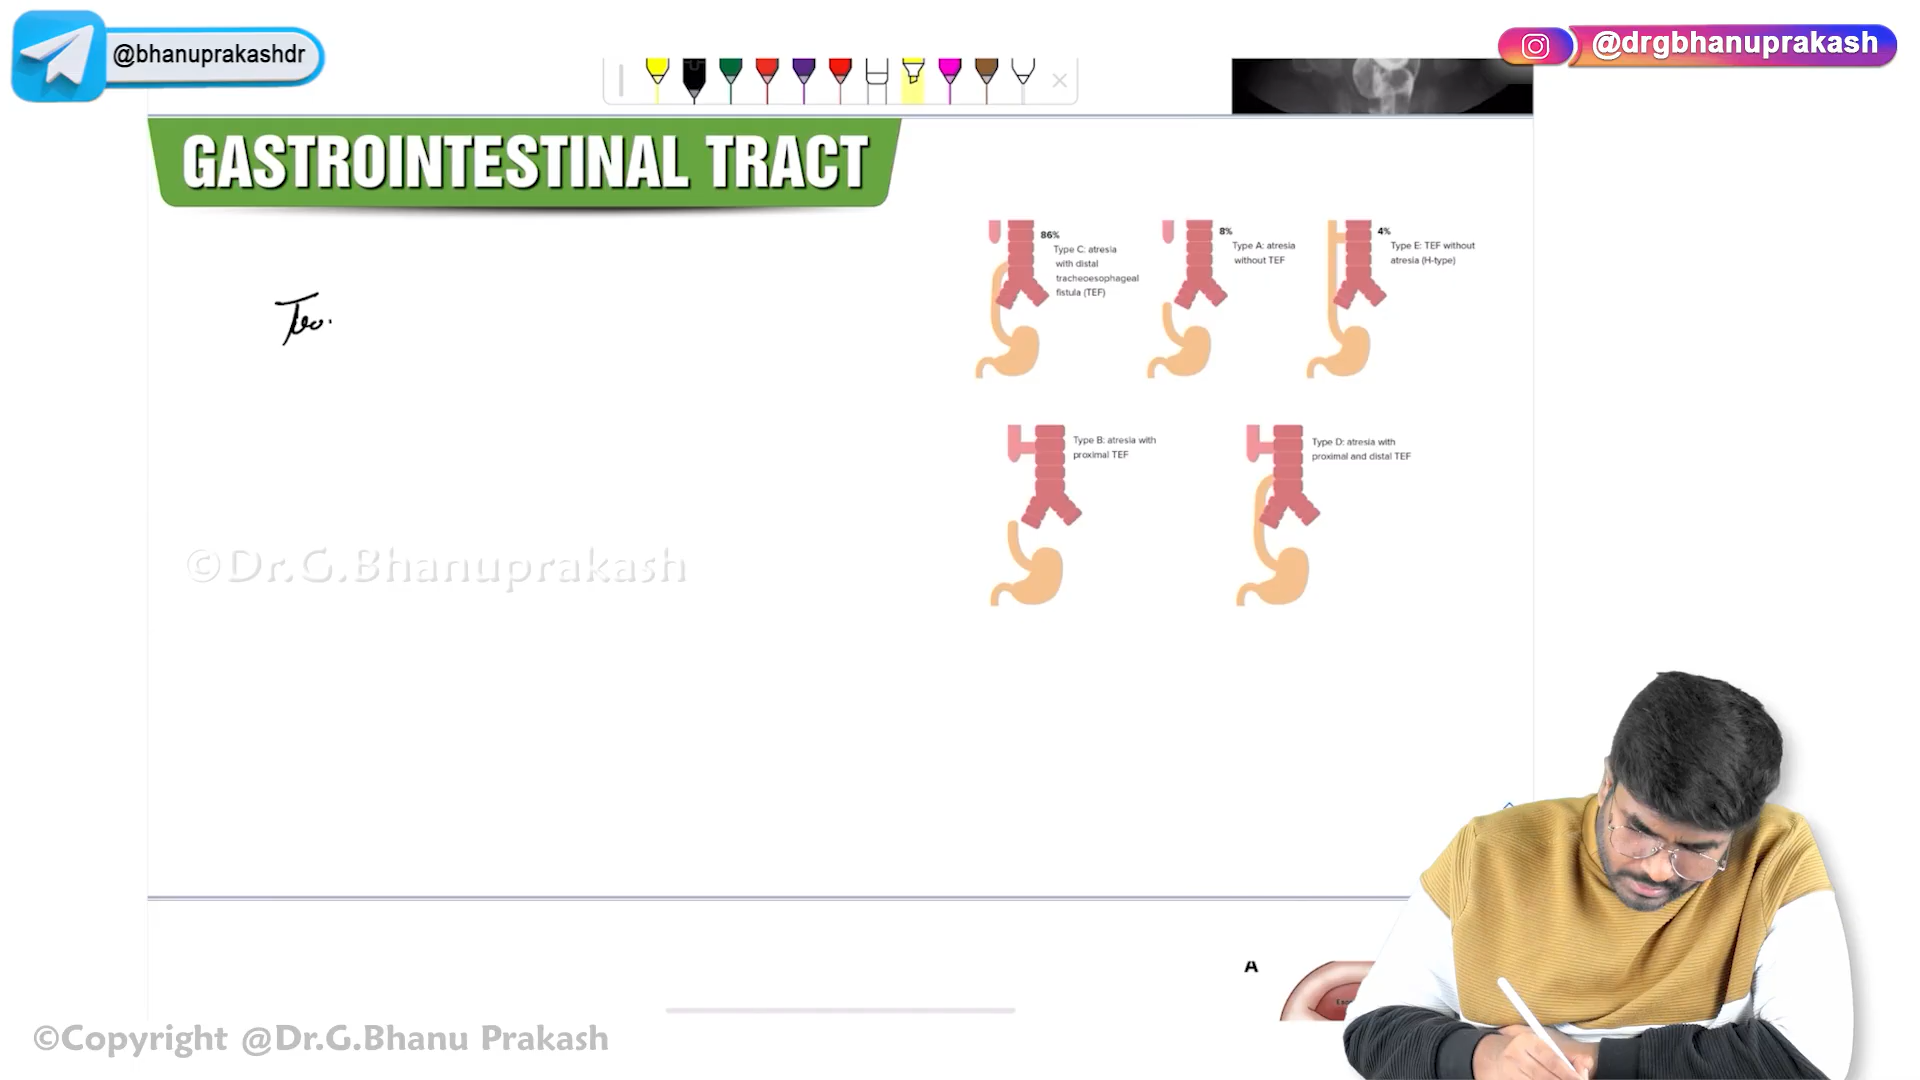 @bhanuprakashdr
@drgbhanuprakash
GASTROINTESTINAL TRACT
86%
Type C: atresia
with distal
tracheoesophageal
fistula (TEF)
8%
Type A: atresia
without TEF
4%
Type E: TEF without
atresia (H-type)
Type B: atresia with
proximal TEF
Type D: atresia with
proximal and distal TEF
©Dr.G.Bhanuprakash
A
©Copyright @Dr.G.Bhanu Prakash